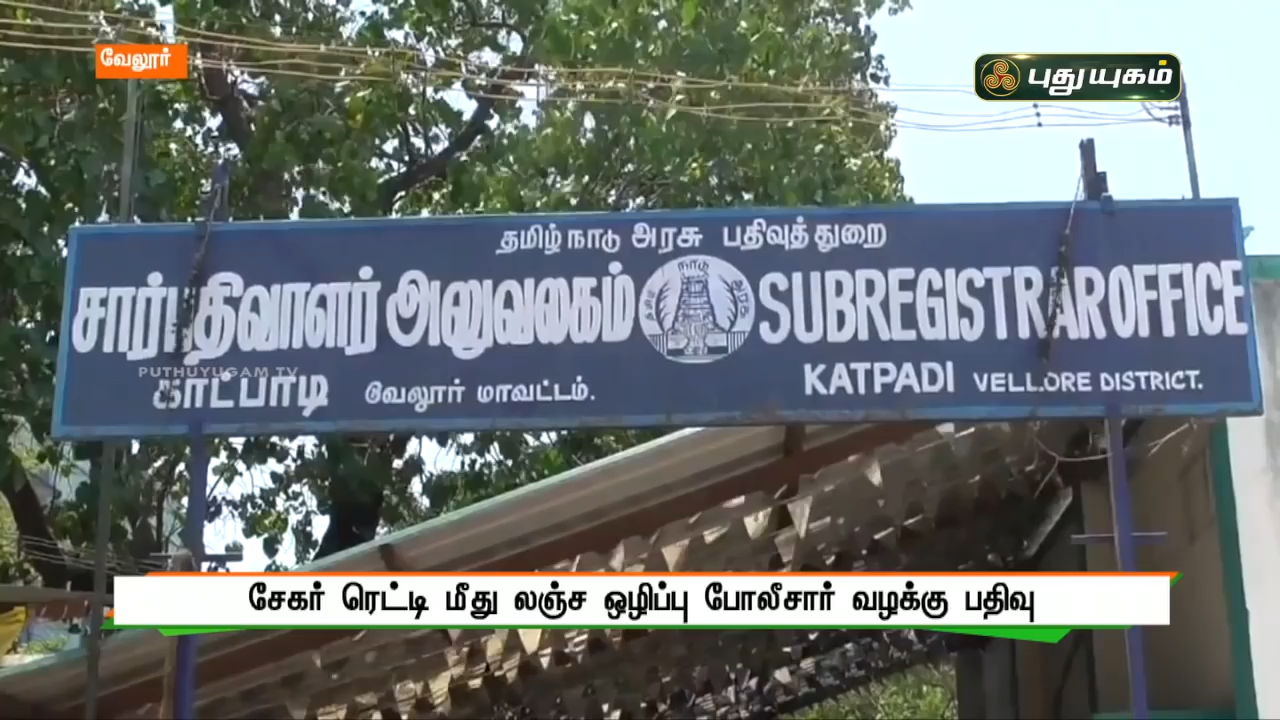 வேலூர்
புதுயுகம்
தமிழ் நாடு அரசு பதிவுத் துறை
சார்பதிவாளர் அலுவலகம் SUBREGISTRAR OFFICE
காட்பாடி வேலூர் மாவட்டம். KATPADI VELLORE DISTRICT.
PUTHUYUGAM TV
சேகர் ரெட்டி மீது லஞ்ச ஒழிப்பு போலீசார் வழக்கு பதிவு